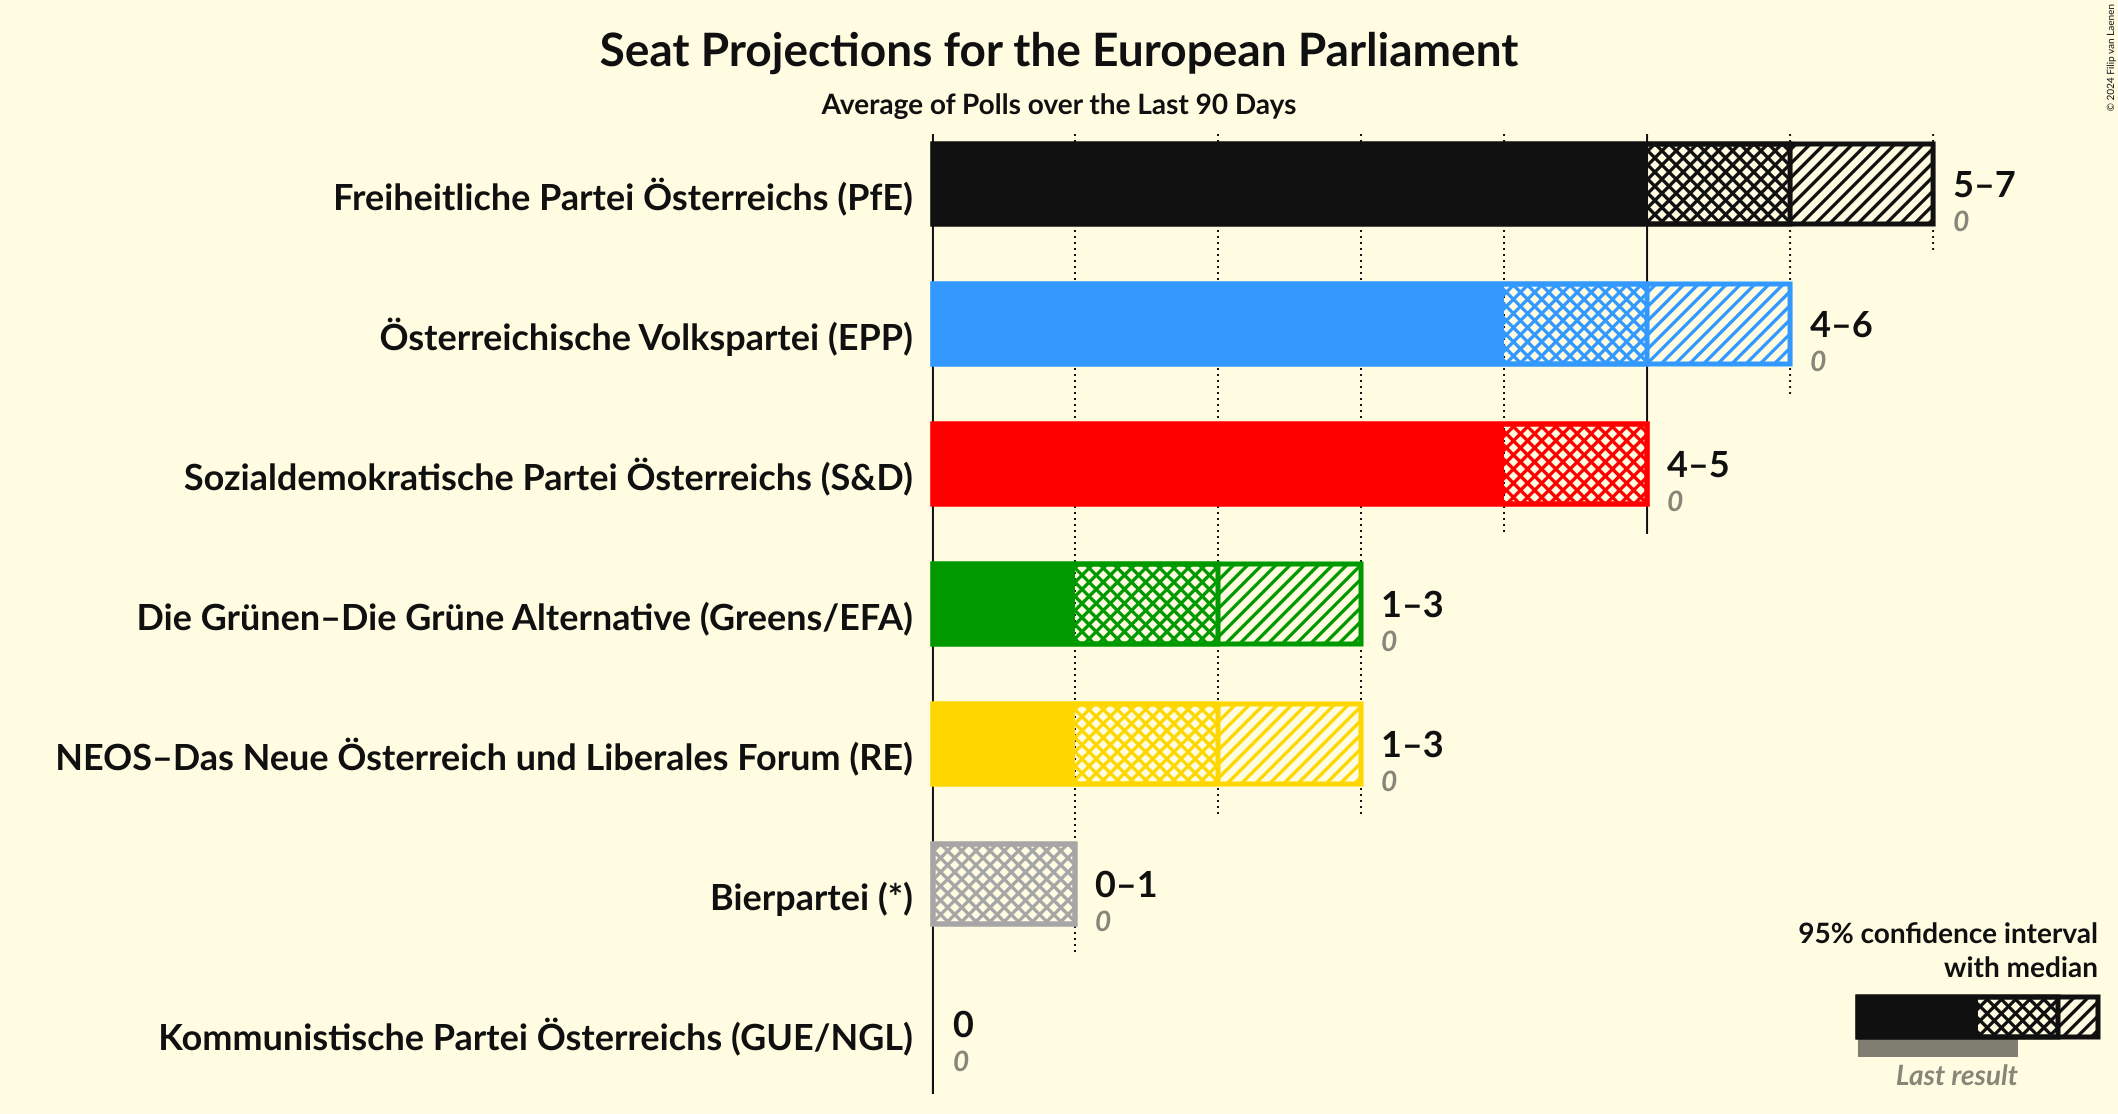 Seat Projections for the European Parliament
Average of Polls over the Last 90 Days
© 2024 Filip van Laenen
Freiheitliche Partei Österreichs (PfE)
5–7
0
Österreichische Volkspartei (EPP)
4–6
0
Sozialdemokratische Partei Österreichs (S&D)
4–5
0
Die Grünen–Die Grüne Alternative (Greens/EFA)
1–3
0
NEOS–Das Neue Österreich und Liberales Forum (RE)
1–3
0
Bierpartei (*)
0–1
0
Kommunistische Partei Österreichs (GUE/NGL)
0
0
95% confidence interval
with median
Last result